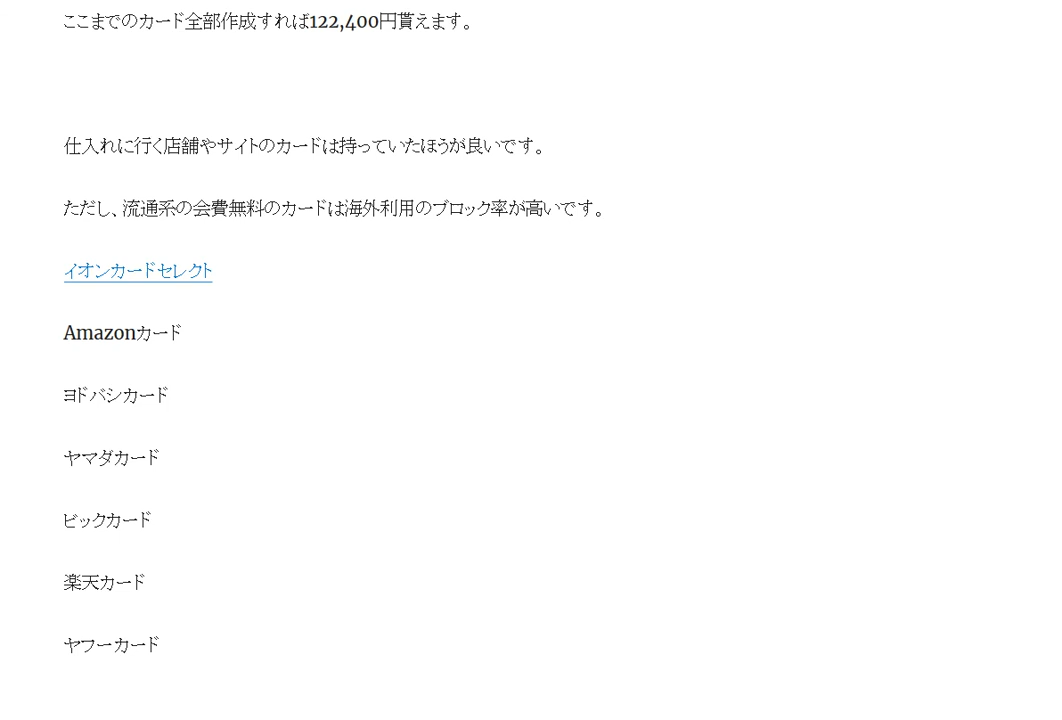 ここまでのカード全部作成すれば122,400円貰えます。
仕入れに行く店舗やサイトのカードは持っていたほうが良いです。
ただし、流通系の会費無料のカードは海外利用のブロック率が高いです。
イオンカードセレクト
Amazonカード
ヨドバシカード
ヤマダカード
ビックカード
楽天カード
ヤフーカード